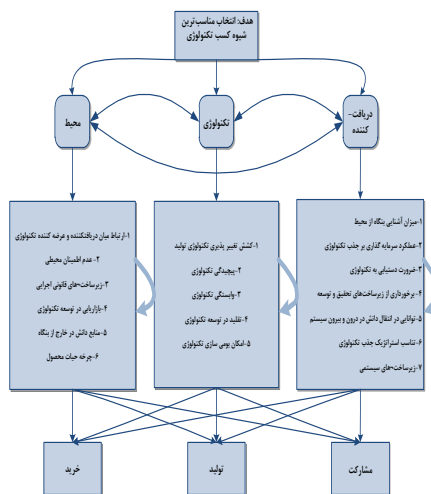 هدف: انتخاب مناسب‌ترین
شیوه کسب تکنولوژی
دریافت-
کننده
تکنولوژی
محیط
۱-میزان آشنایی بنگاه از محیط
۲-عملکرد سرمایه گذاری بر جذب تکنولوژی
۳-ضرورت دستیابی به تکنولوژی
۴-برخورداری از زیرساخت‌های تحقیق و توسعه
۵-توانایی در انتقال دانش در درون و بیرون سیستم
۶-تناسب استراتژیک جذب تکنولوژی
۷-زیرساخت‌های سیستمی
۱-کشش تغییر پذیری تکنولوژی تولید
۲-پیچیدگی تکنولوژی
۳-وابستگی تکنولوژی
۴-تقلید در توسعه تکنولوژی
۵-امکان بومی سازی تکنولوژی
۱-ارتباط میان دریافتکننده و عرضه کننده تکنولوژی
۲-عدم اطمینان محیطی
۳-زیرساخت‌های قانونی اجرایی
۴-بازاریابی در توسعه تکنولوژی
۵-منابع دانش در خارج از بنگاه
۶-چرخه حیات محصول
مشارکت
تولید
خرید